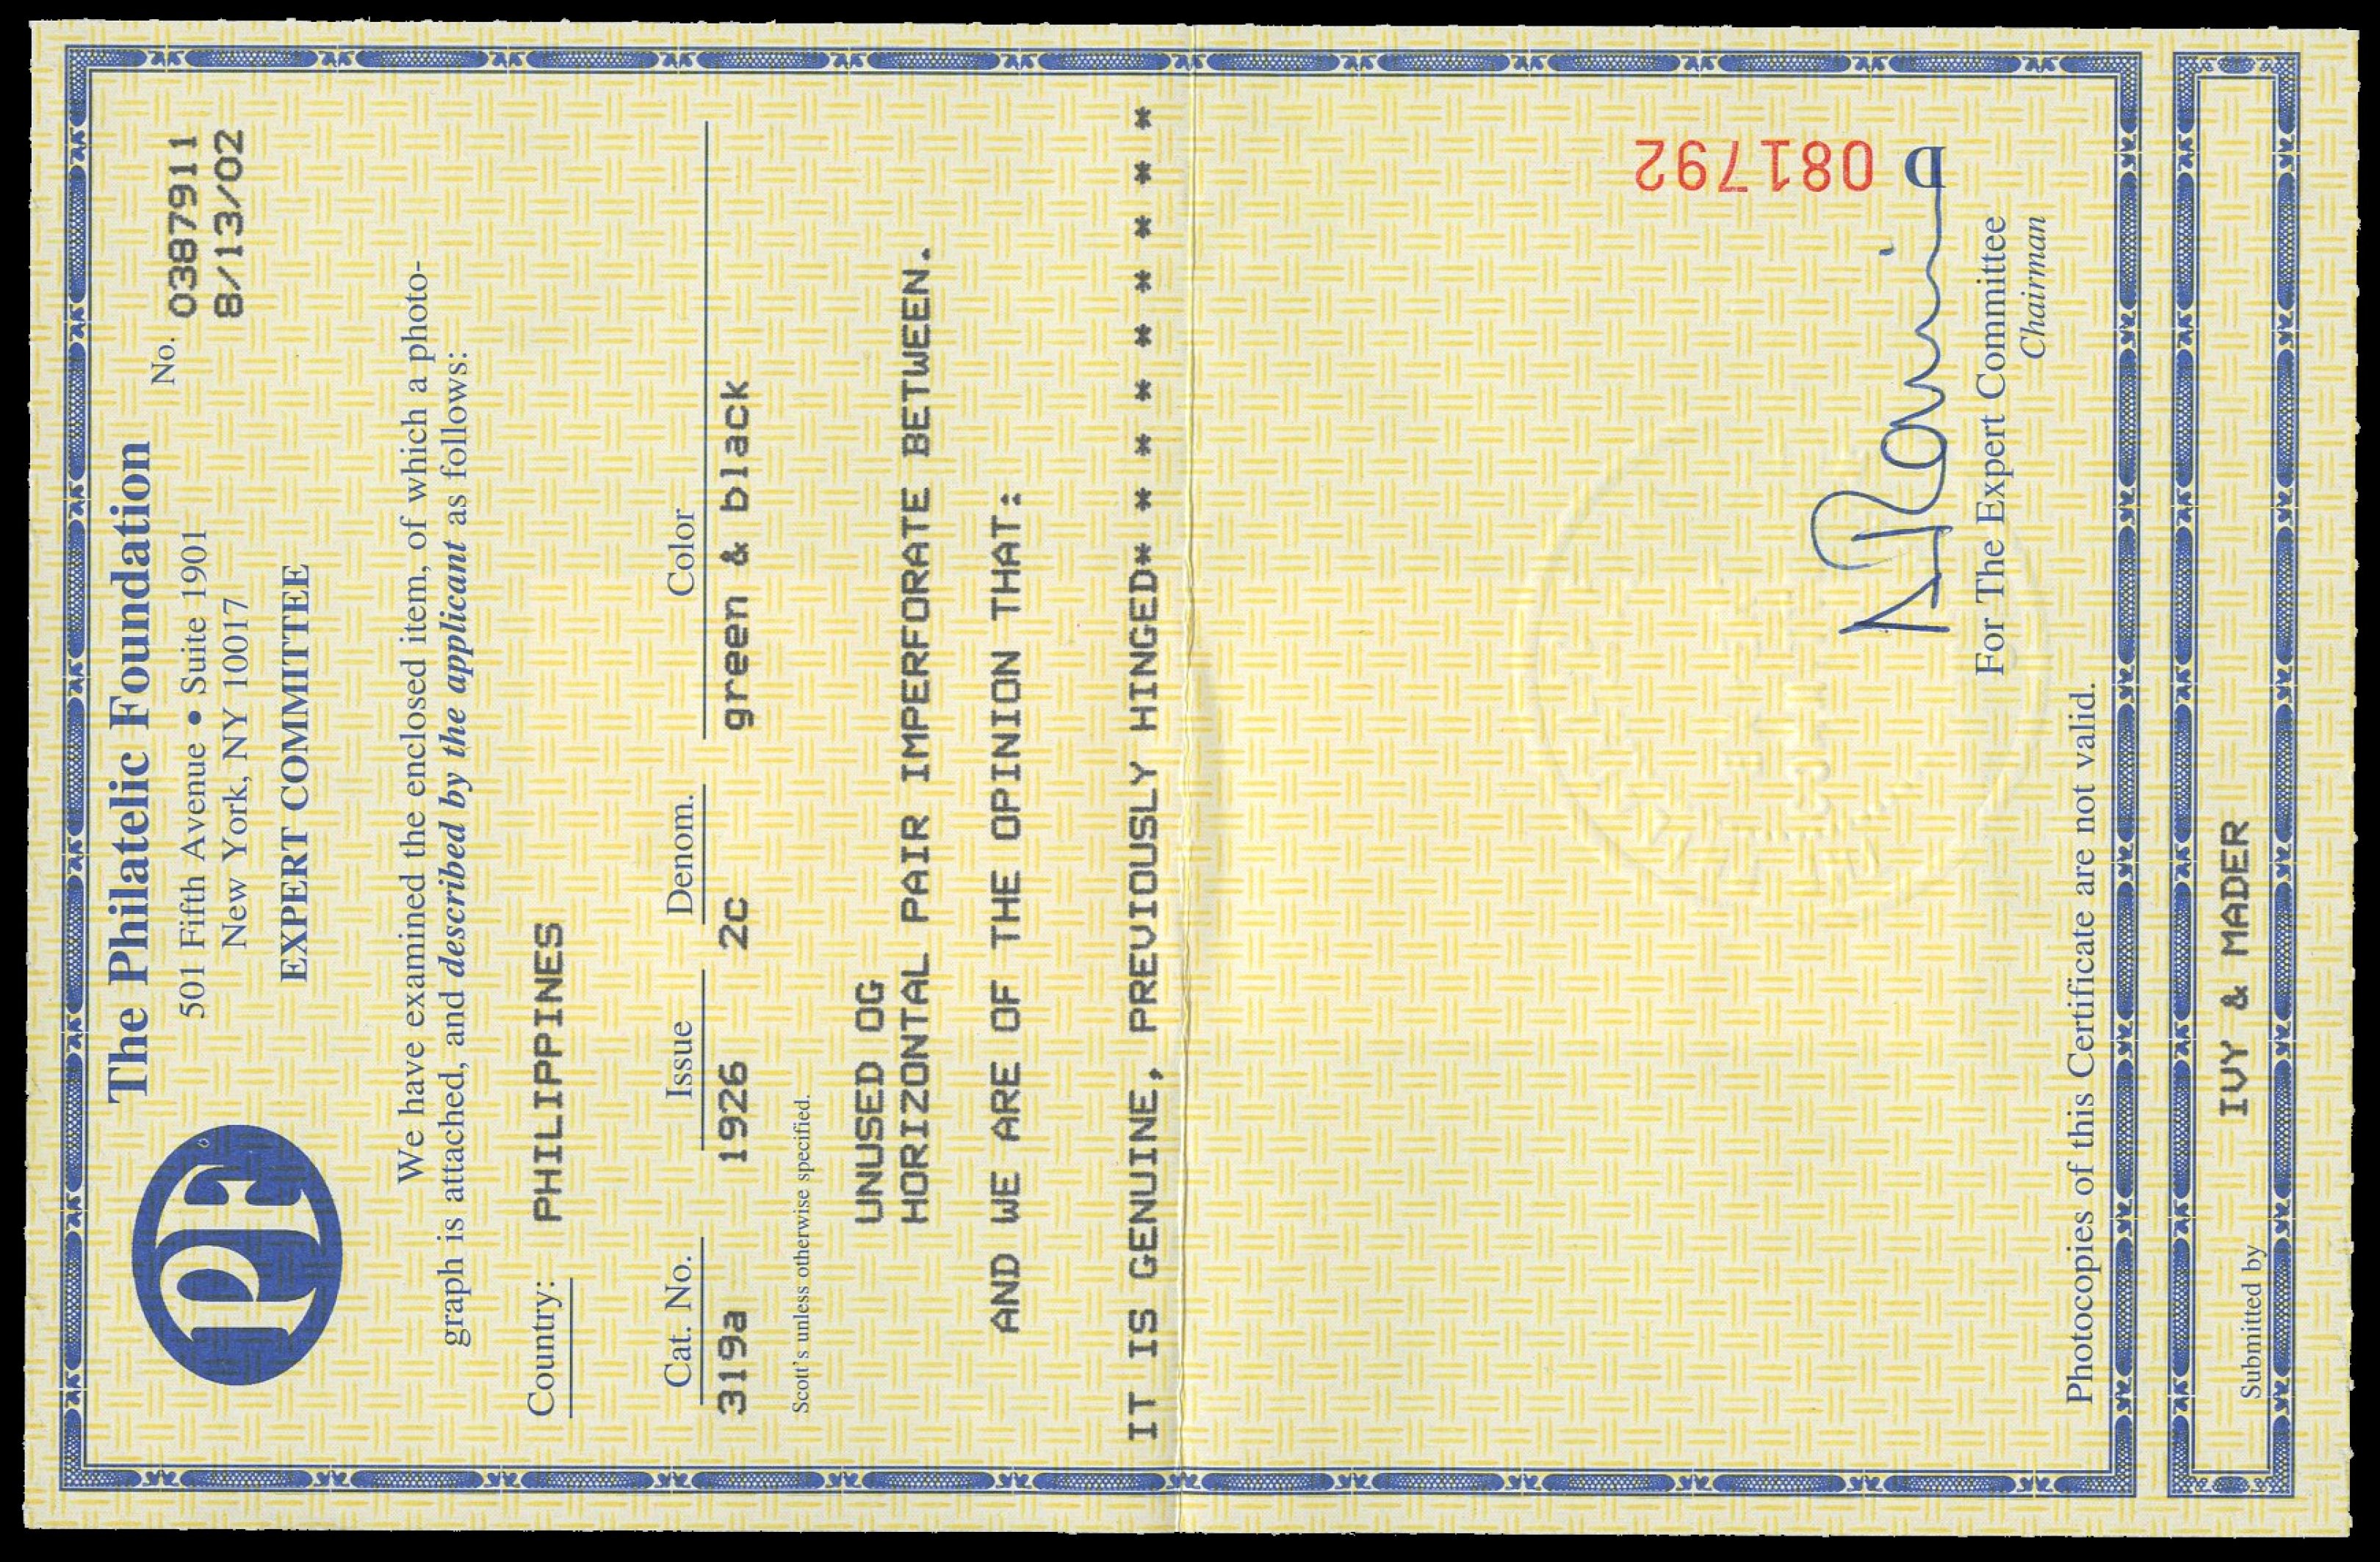 PF
The Philatelic Foundation
501 Fifth Avenue • Suite 1901
New York, NY 10017
EXPERT COMMITTEE
No. 0387911
8/13/02
We have examined the enclosed item, of which a photo-
graph is attached, and described by the applicant as follows:
Country: PHILIPPINES
Cat. No. Issue Denom. Color
319a 1926 2c green & black
Scott's unless otherwise specified.
UNUSED OG
HORIZONTAL PAIR IMPERFORATE BETWEEN.
AND WE ARE OF THE OPINION THAT:
IT IS GENUINE, PREVIOUSLY HINGED* * * * * * * * *
D 081792
For The Expert Committee
Chairman
Photocopies of this Certificate are not valid.
Submitted by IVY & MADER